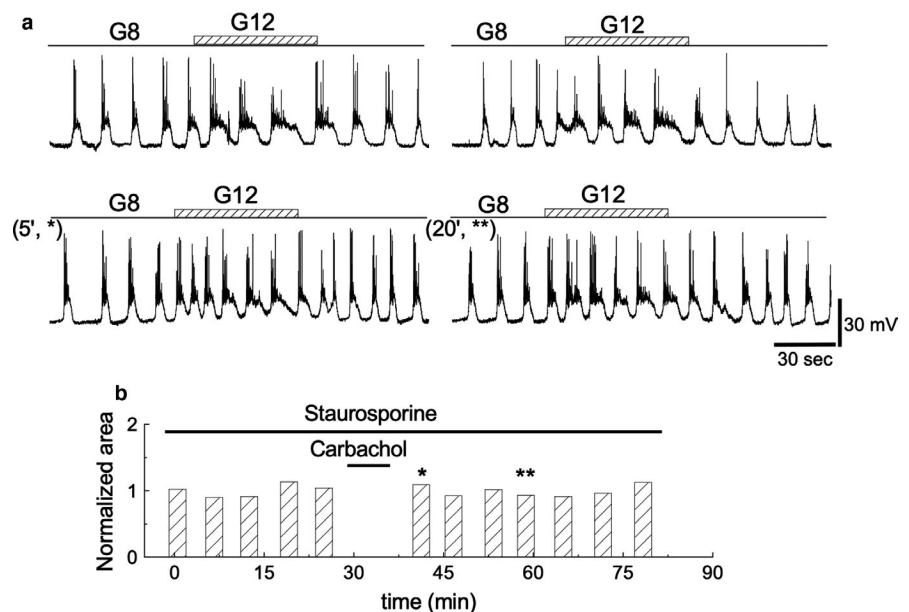 a
G8 G12 G8 G12
(5', *) G8 G12 (20', **) G8 G12
30 mV
30 sec
b
Staurosporine
Carbachol
* **
Normalized area
2
1
0
0 15 30 45 60 75 90
time (min)